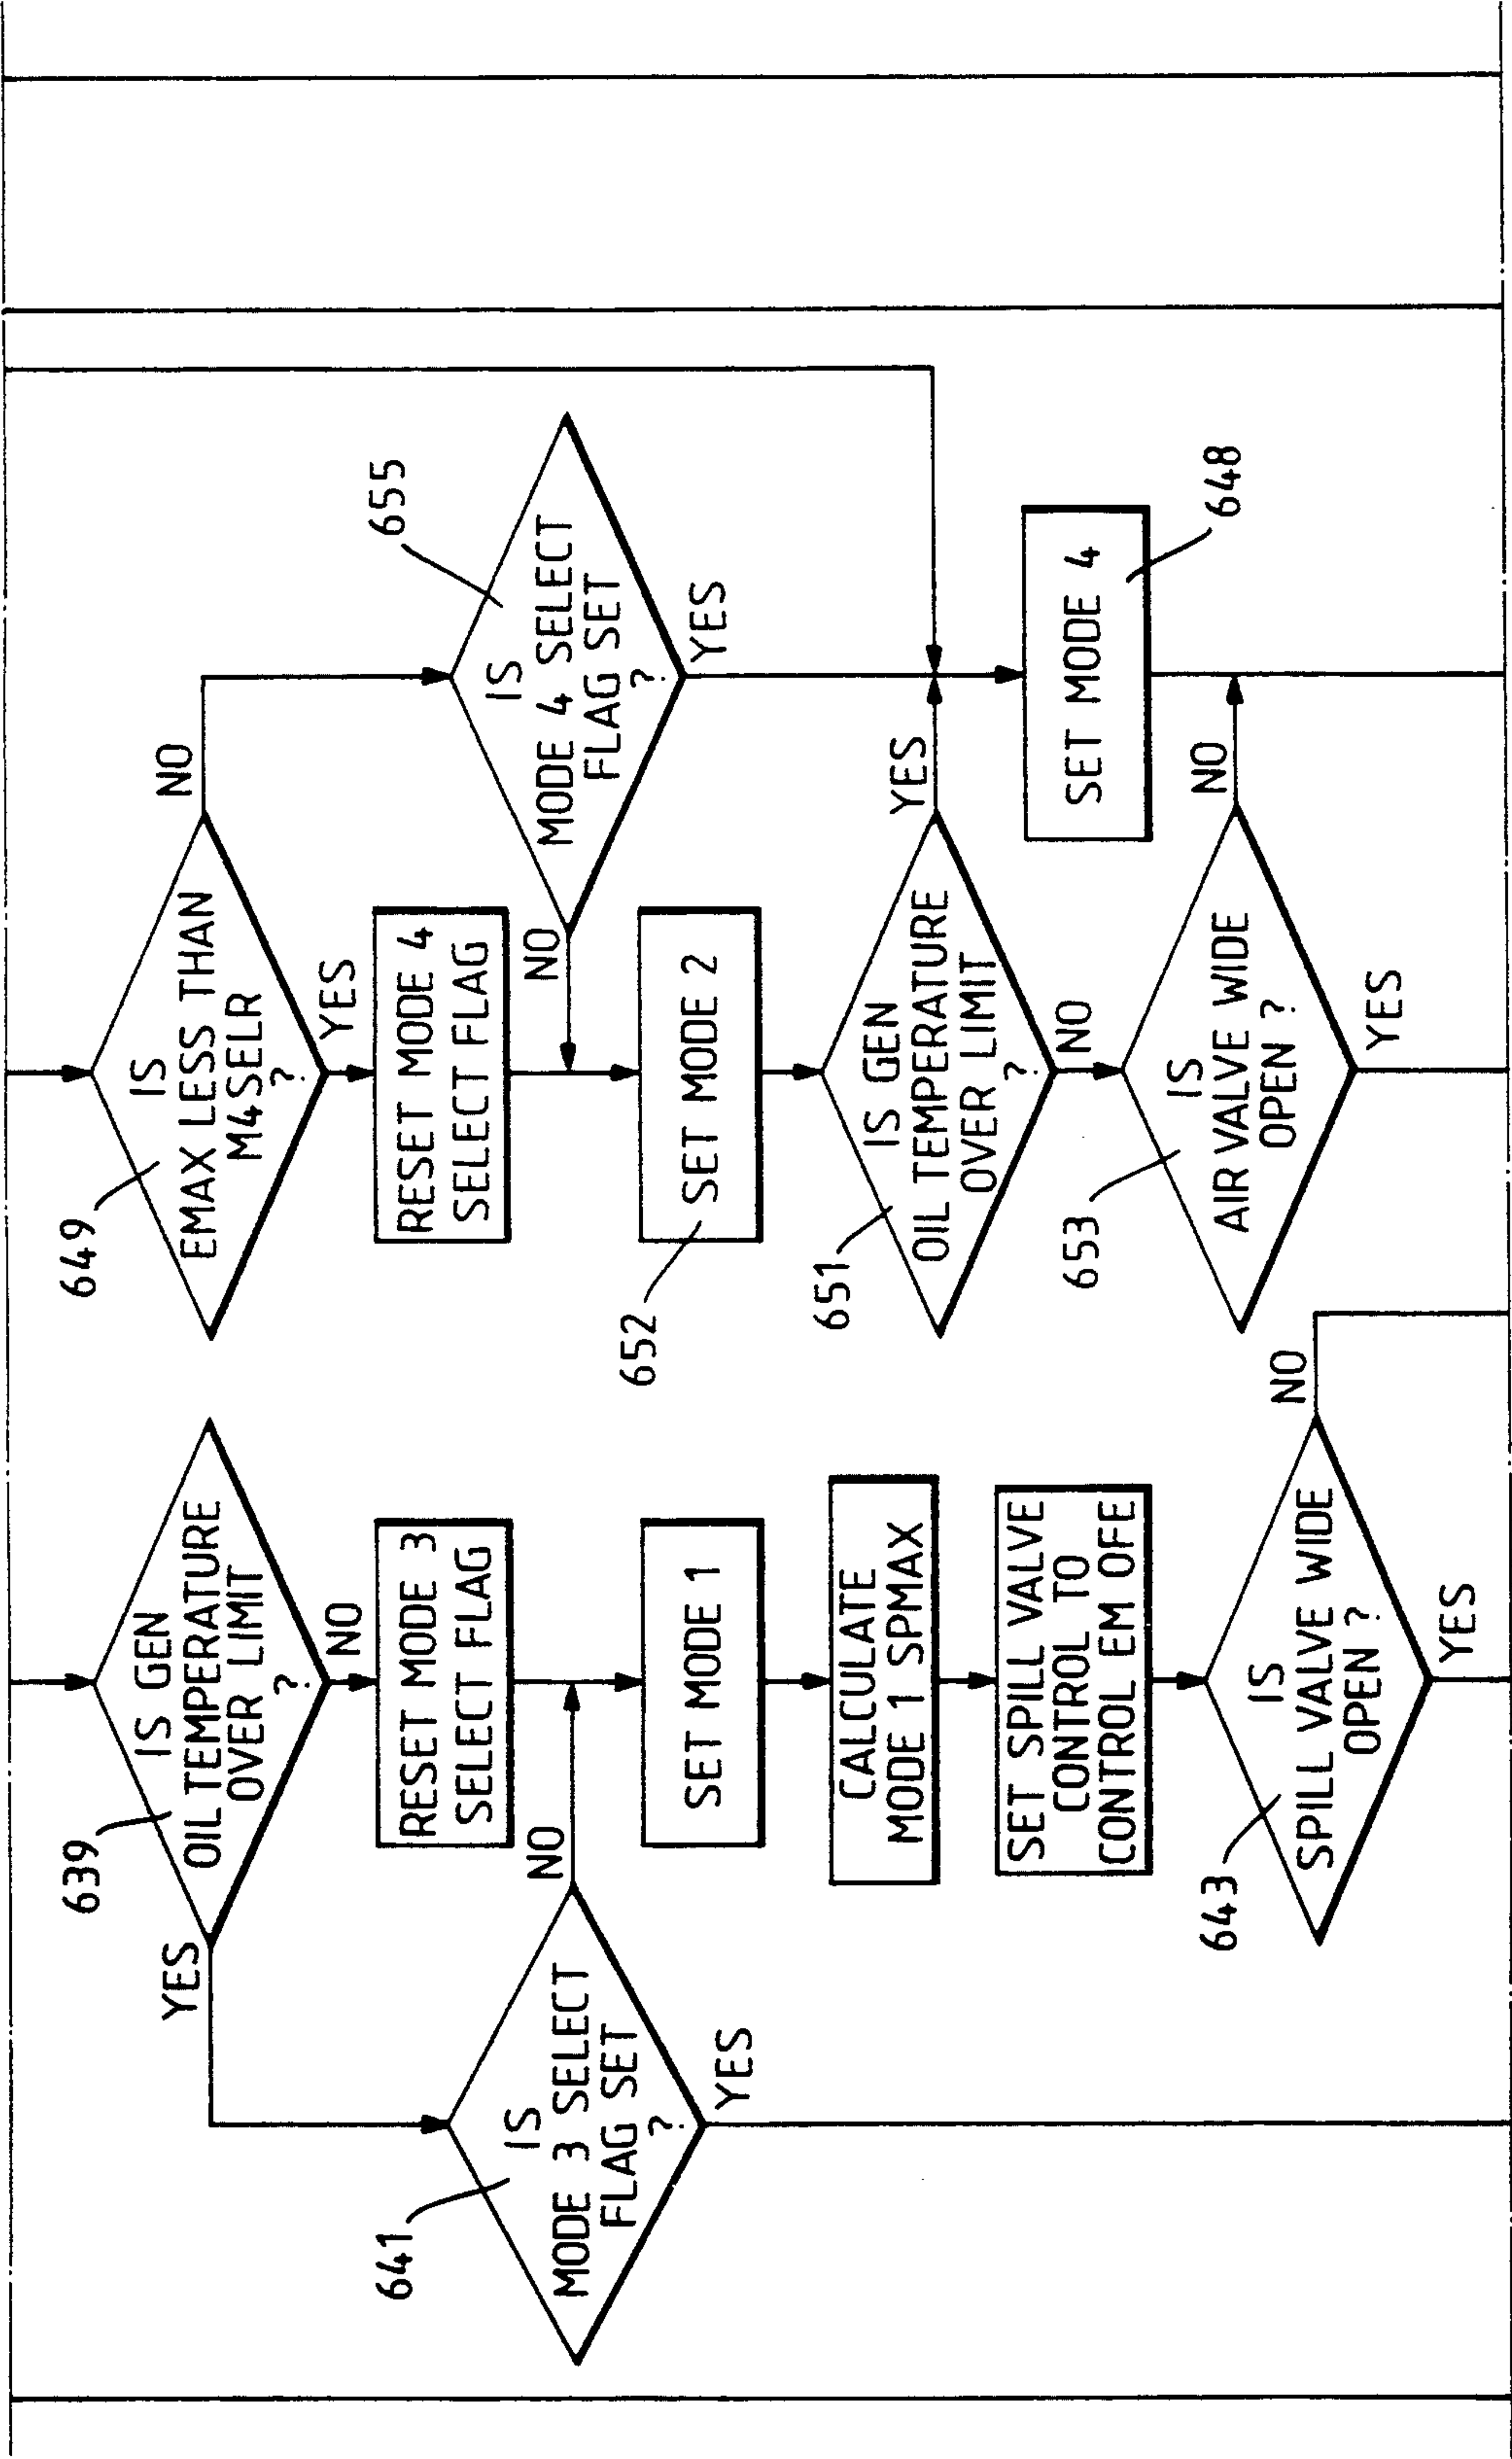 639
IS GEN
OIL TEMPERATURE
OVER LIMIT
?
YES
NO
641
IS
MODE 3 SELECT
FLAG SET
?
NO
YES
RESET MODE 3
SELECT FLAG
SET MODE 1
CALCULATE
MODE 1 SPMAX
SET SPILL VALVE
CONTROL TO
CONTROL EM OFE
643
IS
SPILL VALVE WIDE
OPEN ?
NO
YES
649
IS
EMAX LESS THAN
M4SELR
?
NO
YES
655
IS
MODE 4 SELECT
FLAG SET
?
NO
YES
RESET MODE 4
SELECT FLAG
652
SET MODE 2
651
IS GEN
OIL TEMPERATURE
OVER LIMIT
?
YES
NO
SET MODE 4
648
653
IS
AIR VALVE WIDE
OPEN ?
NO
YES